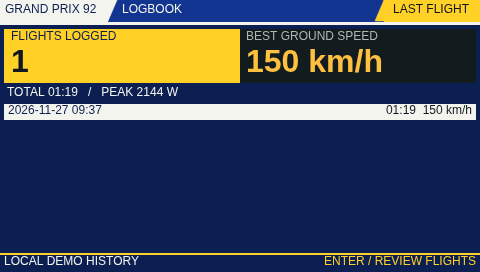 GRAND PRIX 92 LOGBOOK LAST FLIGHT
FLIGHTS LOGGED BEST GROUND SPEED
1 150 km/h
TOTAL 01:19 / PEAK 2144 W
2026-11-27 09:37 01:19 150 km/h
LOCAL DEMO HISTORY ENTER / REVIEW FLIGHTS